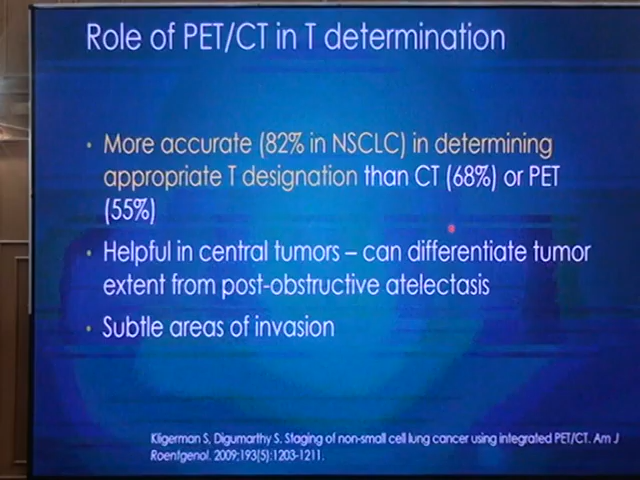 Role of PET/CT in T determination
• More accurate (82% in NSCLC) in determining
appropriate T designation than CT (68%) or PET
(55%)
• Helpful in central tumors – can differentiate tumor
extent from post-obstructive atelectasis
• Subtle areas of invasion
Kligerman S, Digumarthy S. Staging of non-small cell lung cancer using integrated PET/CT. Am J
Roentgenol. 2009;193(5):1203-1211.